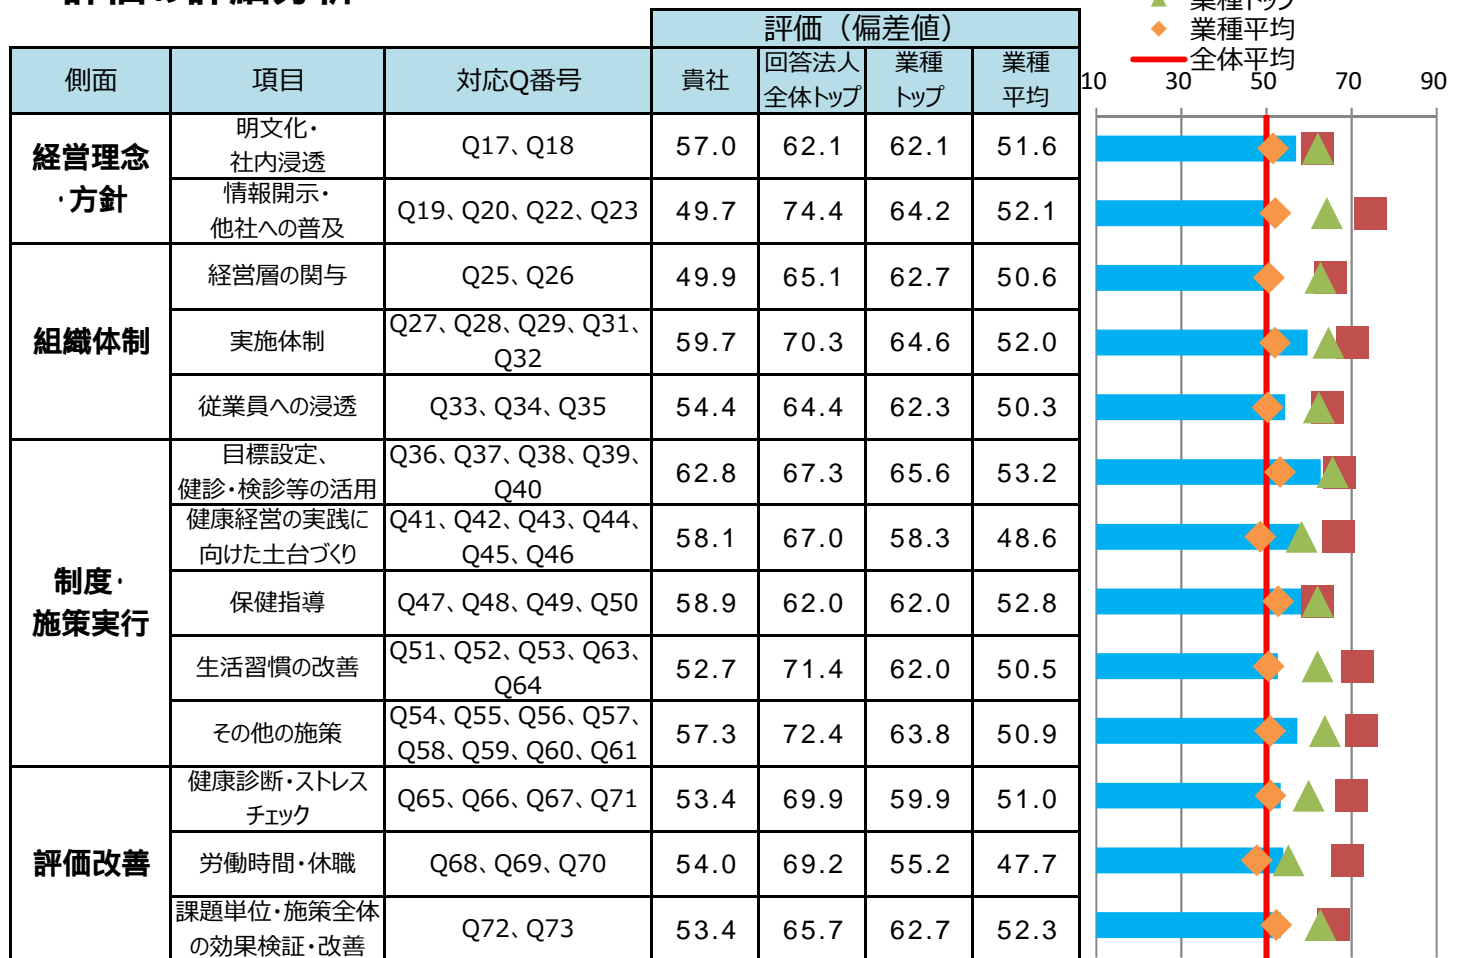 評価の詳細分析
業種トップ
業種平均
全体平均
評価（偏差値）
側面 項目 対応Q番号 貴社 回答法人 業種 業種
全体トップ トップ 平均
10 30 50 70 90
経営理念
・方針
明文化・
社内浸透
Q17、Q18 57.0 62.1 62.1 51.6
情報開示・
他社への普及
Q19、Q20、Q22、Q23 49.7 74.4 64.2 52.1
組織体制
経営層の関与 Q25、Q26 49.9 65.1 62.7 50.6
実施体制
Q27、Q28、Q29、Q31、
Q32
59.7 70.3 64.6 52.0
従業員への浸透 Q33、Q34、Q35 54.4 64.4 62.3 50.3
制度・
施策実行
目標設定、
健診・検診等の活用
Q36、Q37、Q38、Q39、
Q40
62.8 67.3 65.6 53.2
健康経営の実践に
向けた土台づくり
Q41、Q42、Q43、Q44、
Q45、Q46
58.1 67.0 58.3 48.6
保健指導 Q47、Q48、Q49、Q50 58.9 62.0 62.0 52.8
生活習慣の改善
Q51、Q52、Q53、Q63、
Q64
52.7 71.4 62.0 50.5
その他の施策
Q54、Q55、Q56、Q57、
Q58、Q59、Q60、Q61
57.3 72.4 63.8 50.9
評価改善
健康診断・ストレス
チェック
Q65、Q66、Q67、Q71 53.4 69.9 59.9 51.0
労働時間・休職 Q68、Q69、Q70 54.0 69.2 55.2 47.7
課題単位・施策全体
の効果検証・改善
Q72、Q73 53.4 65.7 62.7 52.3